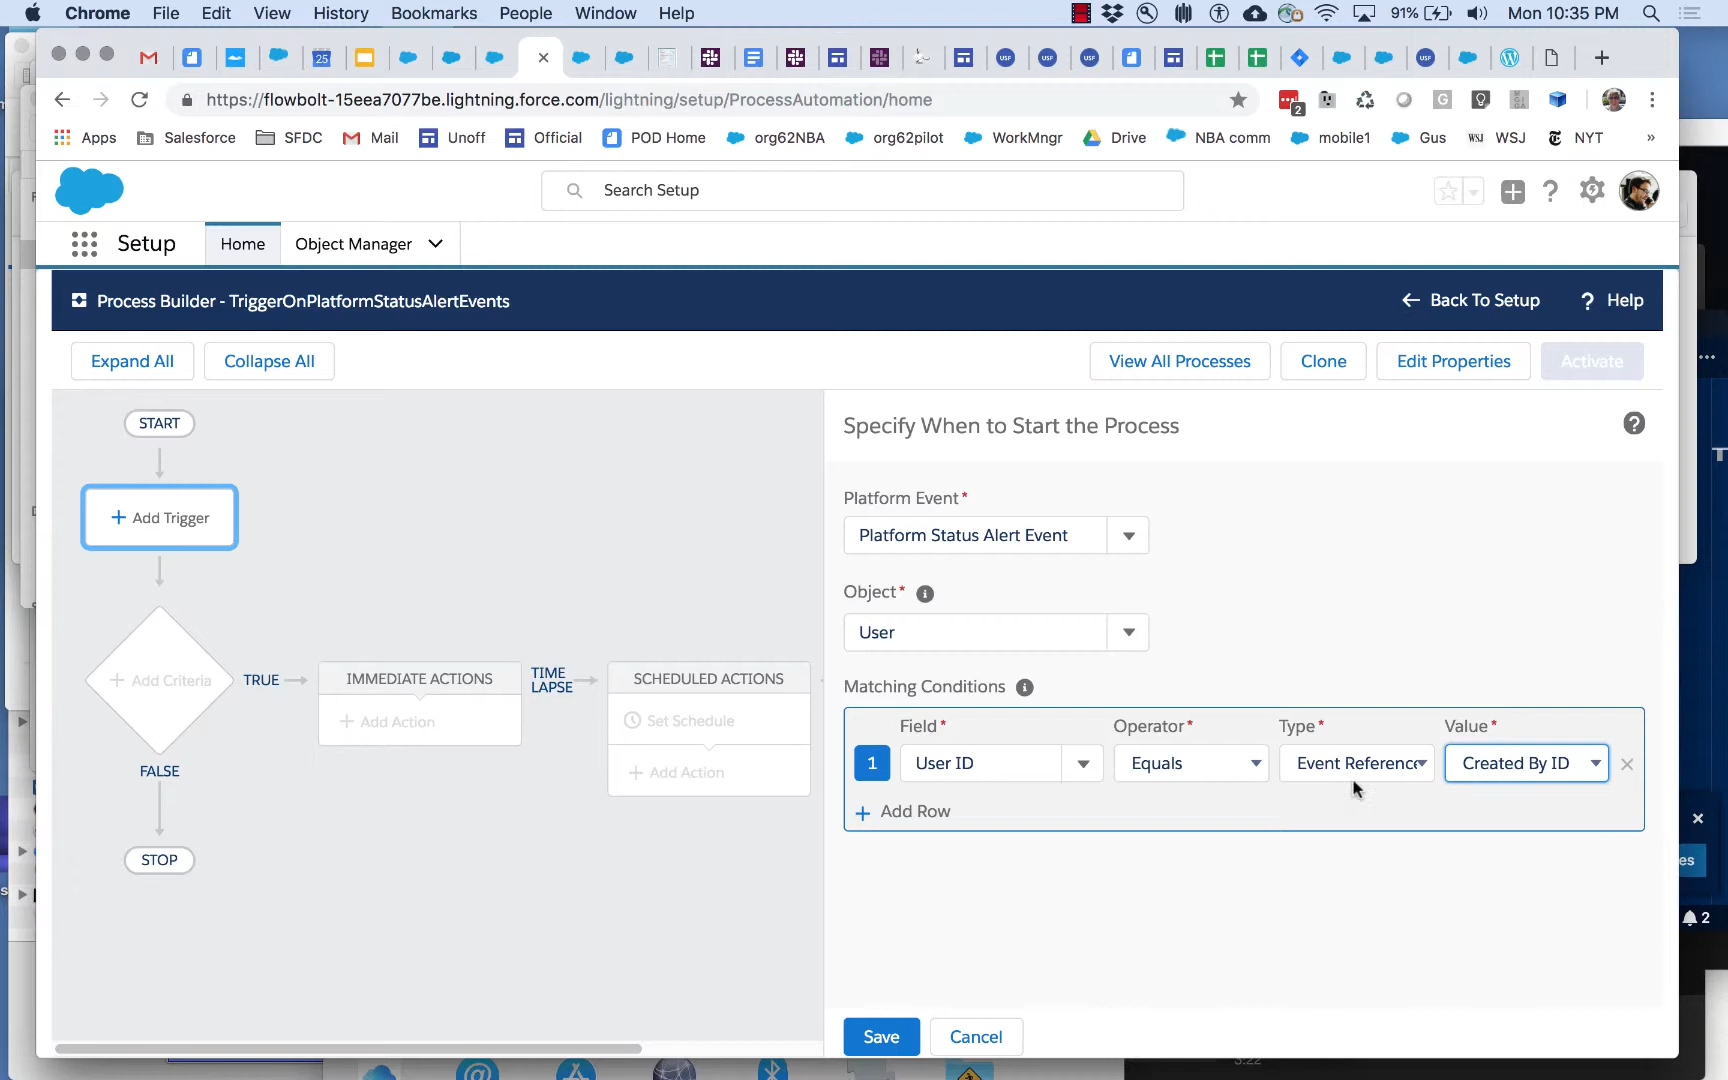 Chrome File Edit View History Bookmarks People Window Help 91% Mon 10:35 PM
https://flowbolt-15eea7077be.lightning.force.com/lightning/setup/ProcessAutomation/home
Apps Salesforce SFDC Mail Unoff Official POD Home org62NBA org62pilot WorkMngr Drive NBA comm mobile1 Gus WSJ WSJ NYT »
Search Setup
Setup Home Object Manager
Process Builder - TriggerOnPlatformStatusAlertEvents Back To Setup ? Help
Expand All Collapse All View All Processes Clone Edit Properties Activate
START
Specify When to Start the Process
+ Add Trigger
Platform Event*
Platform Status Alert Event
Object*
User
Matching Conditions
Field* Operator* Type* Value*
1 User ID Equals Event Referenc Created By ID
+ Add Row
+ Add Criteria
TRUE
IMMEDIATE ACTIONS
+ Add Action
TIME
LAPSE
SCHEDULED ACTIONS
Set Schedule
+ Add Action
FALSE
STOP
Save Cancel
es
2
3:22